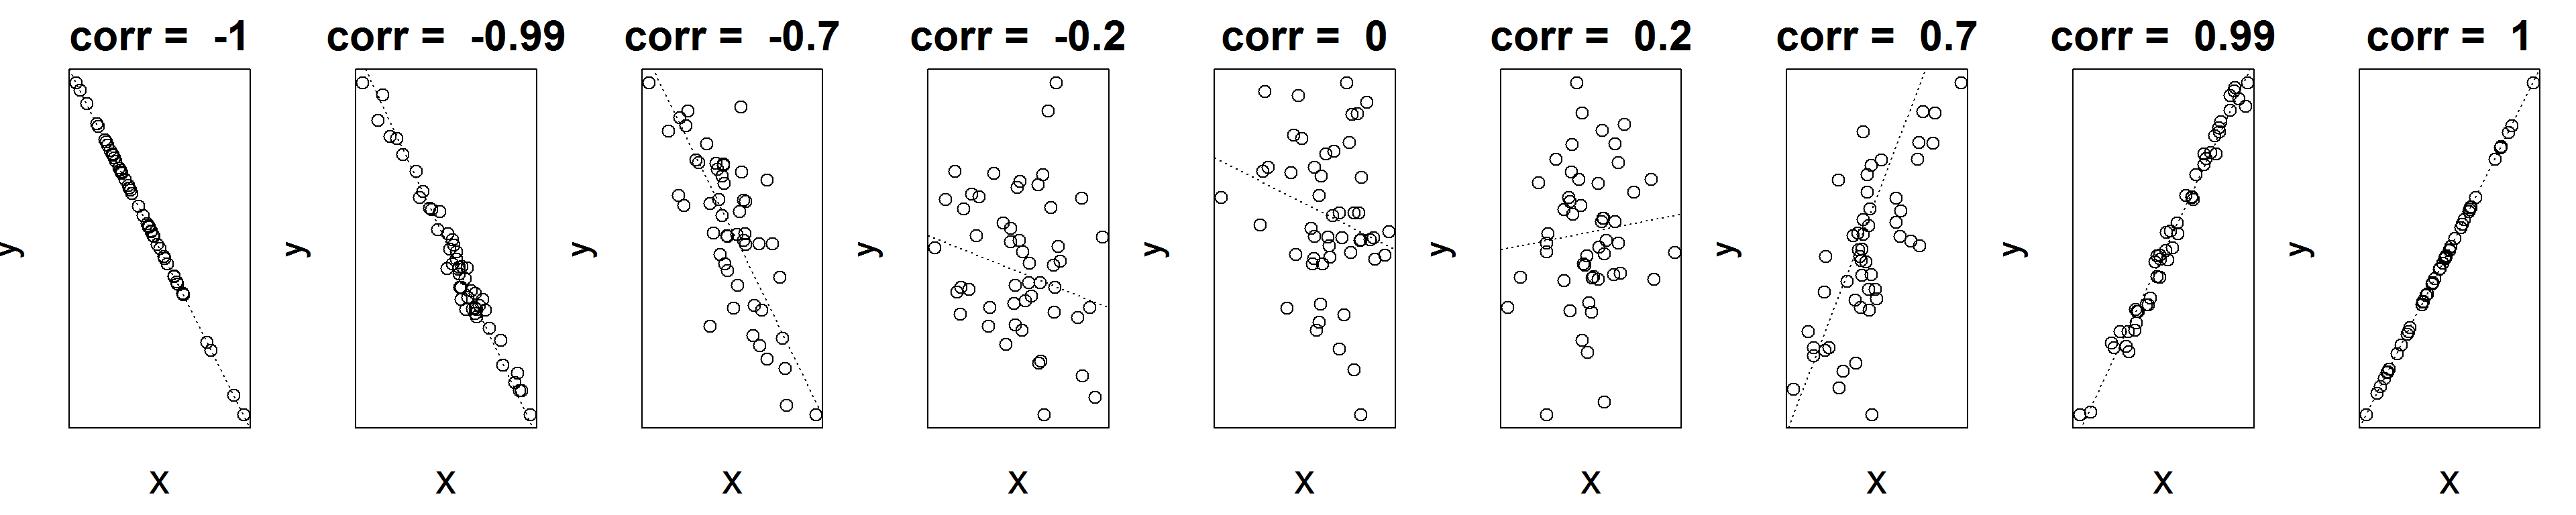 corr = -1
corr = -0.99
corr = -0.7
corr = -0.2
corr = 0
corr = 0.2
corr = 0.7
corr = 0.99
corr = 1
y
y
y
y
y
y
y
y
y
x
x
x
x
x
x
x
x
x